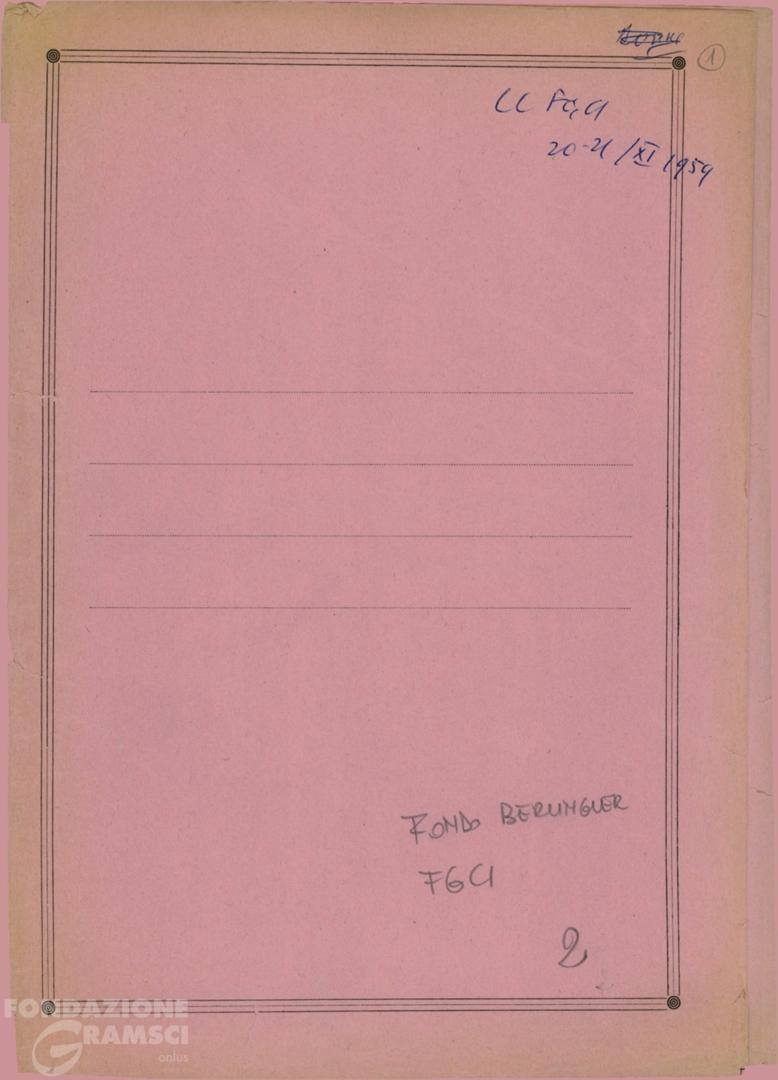 1
CC FGCI
20-21/XI/1959
FONDO BERLINGUER
FGCI
2
FONDAZIONE
GRAMSCI
onlus